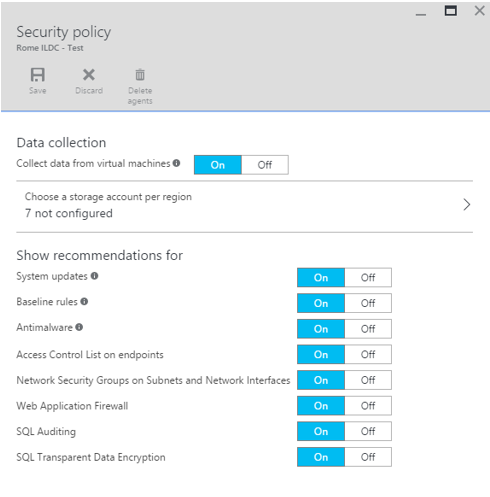 Security policy
Rome ILDC - Test
Save Discard Delete agents
Data collection
Collect data from virtual machines On Off
Choose a storage account per region
7 not configured
Show recommendations for
System updates On Off
Baseline rules On Off
Antimalware On Off
Access Control List on endpoints On Off
Network Security Groups on Subnets and Network Interfaces On Off
Web Application Firewall On Off
SQL Auditing On Off
SQL Transparent Data Encryption On Off